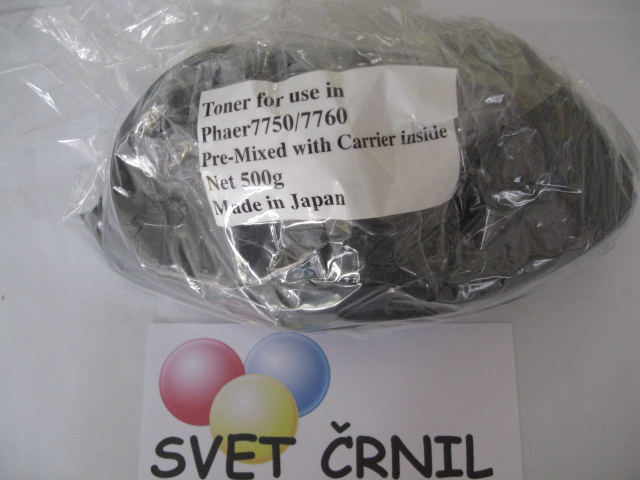 Toner for use in
Phaer7750/7760
Pre-Mixed with Carrier inside
Net 500g
Made in Japan
SVET ČRNIL